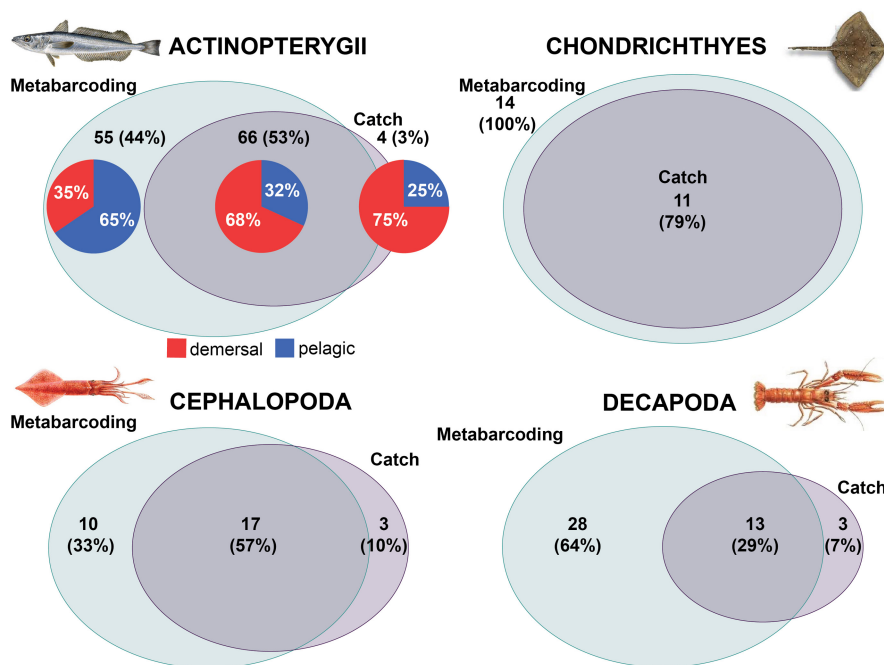 ACTINOPTERYGII
Metabarcoding
Catch
55 (44%)
66 (53%)
4 (3%)
35%
65%
32%
68%
25%
75%
demersal
pelagic
CHONDRICHTHYES
Metabarcoding
14
(100%)
Catch
11
(79%)
CEPHALOPODA
Metabarcoding
Catch
10
(33%)
17
(57%)
3
(10%)
DECAPODA
Metabarcoding
Catch
28
(64%)
13
(29%)
3
(7%)